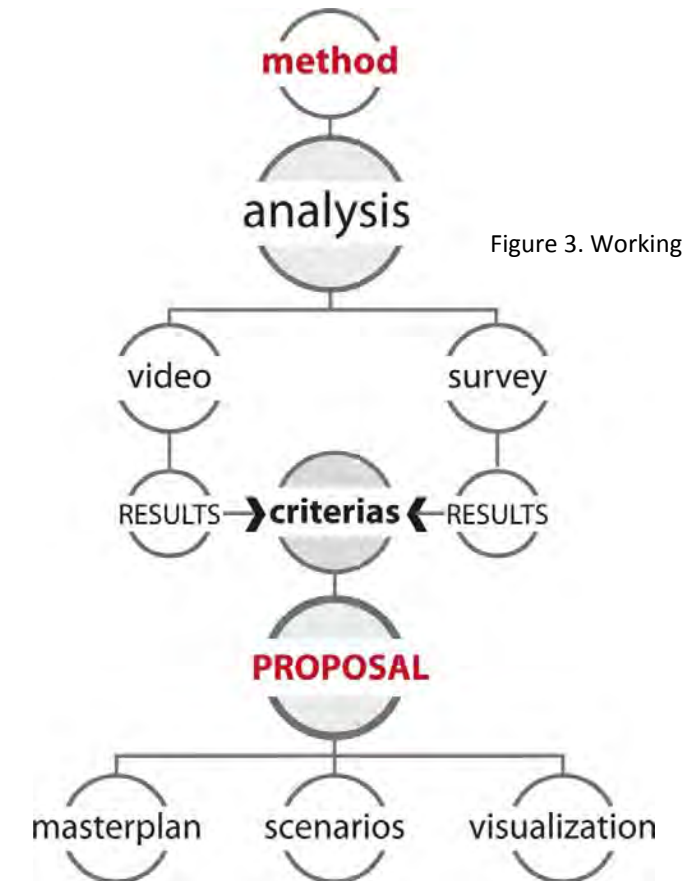 method
analysis
Figure 3. Working
video
survey
RESULTS
criterias
RESULTS
PROPOSAL
masterplan
scenarios
visualization